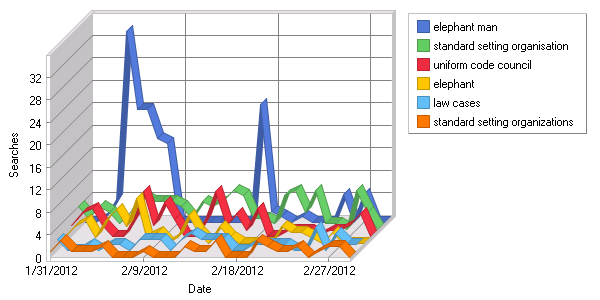 elephant man
standard setting organisation
uniform code council
elephant
law cases
standard setting organizations
Searches
32
28
24
20
16
12
8
4
0
1/31/2012 2/9/2012 2/18/2012 2/27/2012
Date